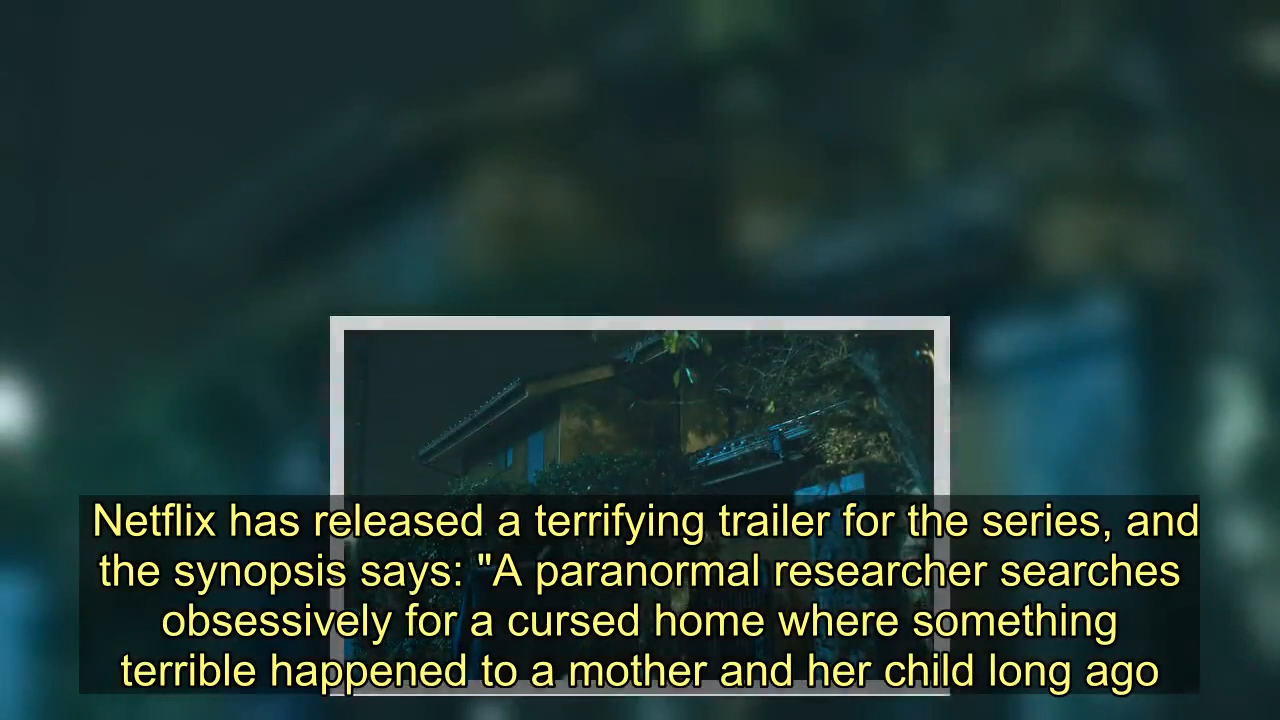 Netflix has released a terrifying trailer for the series, and
the synopsis says: "A paranormal researcher searches
obsessively for a cursed home where something
terrible happened to a mother and her child long ago